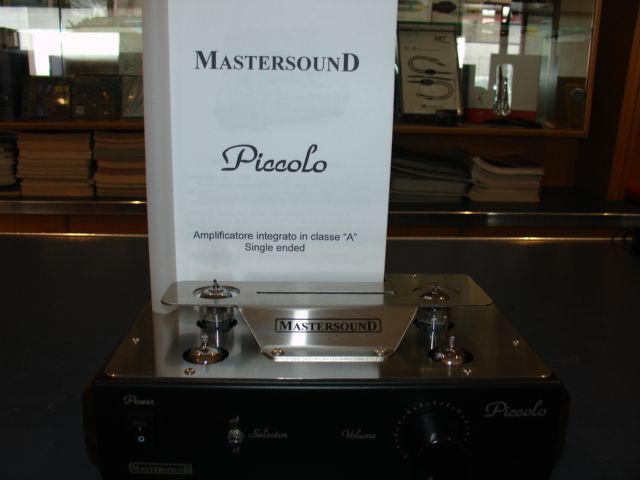 MASTERSOUND
Piccolo
Amplificatore integrato in classe "A"
Single ended
MASTERSOUND
Power
Selector
Volume
Piccolo
MASTERSOUND